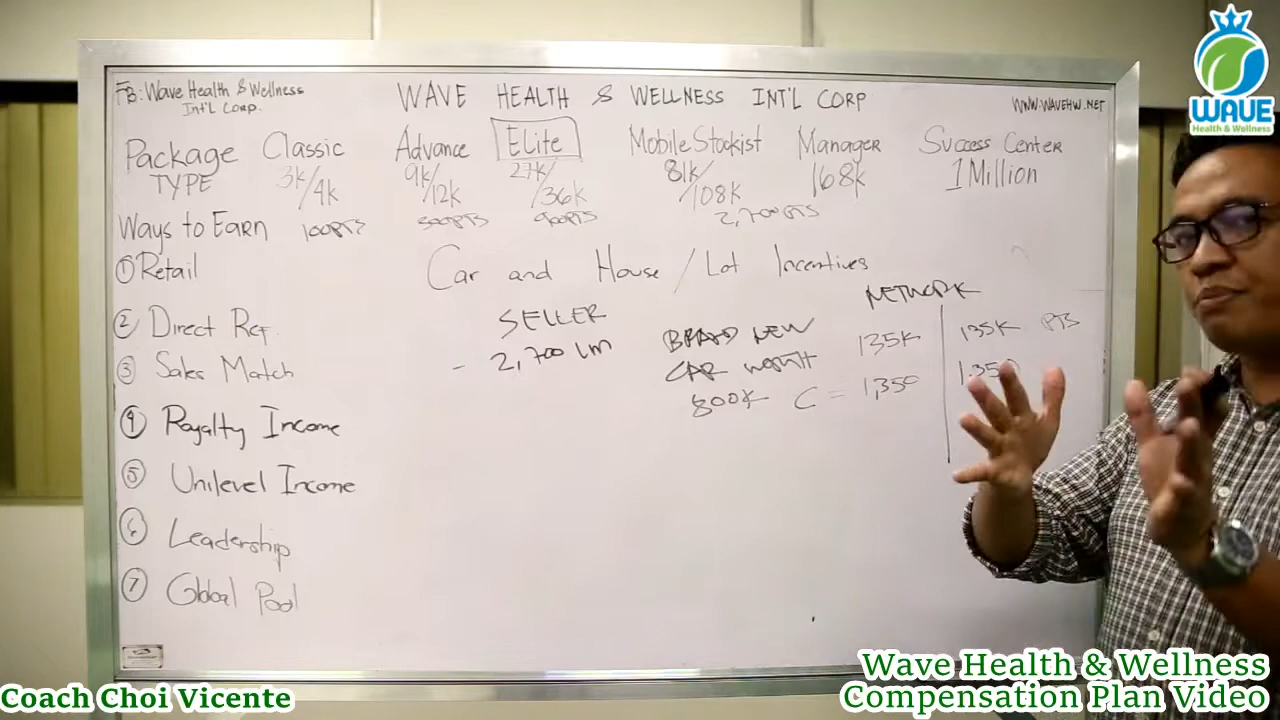 FB: Wave Health & Wellness
Int'l Corp.
WAVE HEALTH & WELLNESS INT'L CORP
WWW.WAVEHW.NET
WAVE
Health & Wellness
Package Type
Classic 3k/4k
Advance 9k/12k
Elite 27k/36k
Mobile Stockist 81k/108k
Manager 168k
Success Center 1 Million
Ways to Earn 100PTS 300PTS 900PTS 2,700PTS
① Retail
Car and House / Lot Incentives
② Direct Ref.
③ Sales Match
④ Royalty Income
⑤ Unilevel Income
⑥ Leadership
⑦ Global Pool
SELLER
- 2,700
BRAND NEW
CAR WORTH
800K
NETWORK
135K 135K PTS
C = 1,350 1,350
Coach Choi Vicente
Wave Health & Wellness
Compensation Plan Video